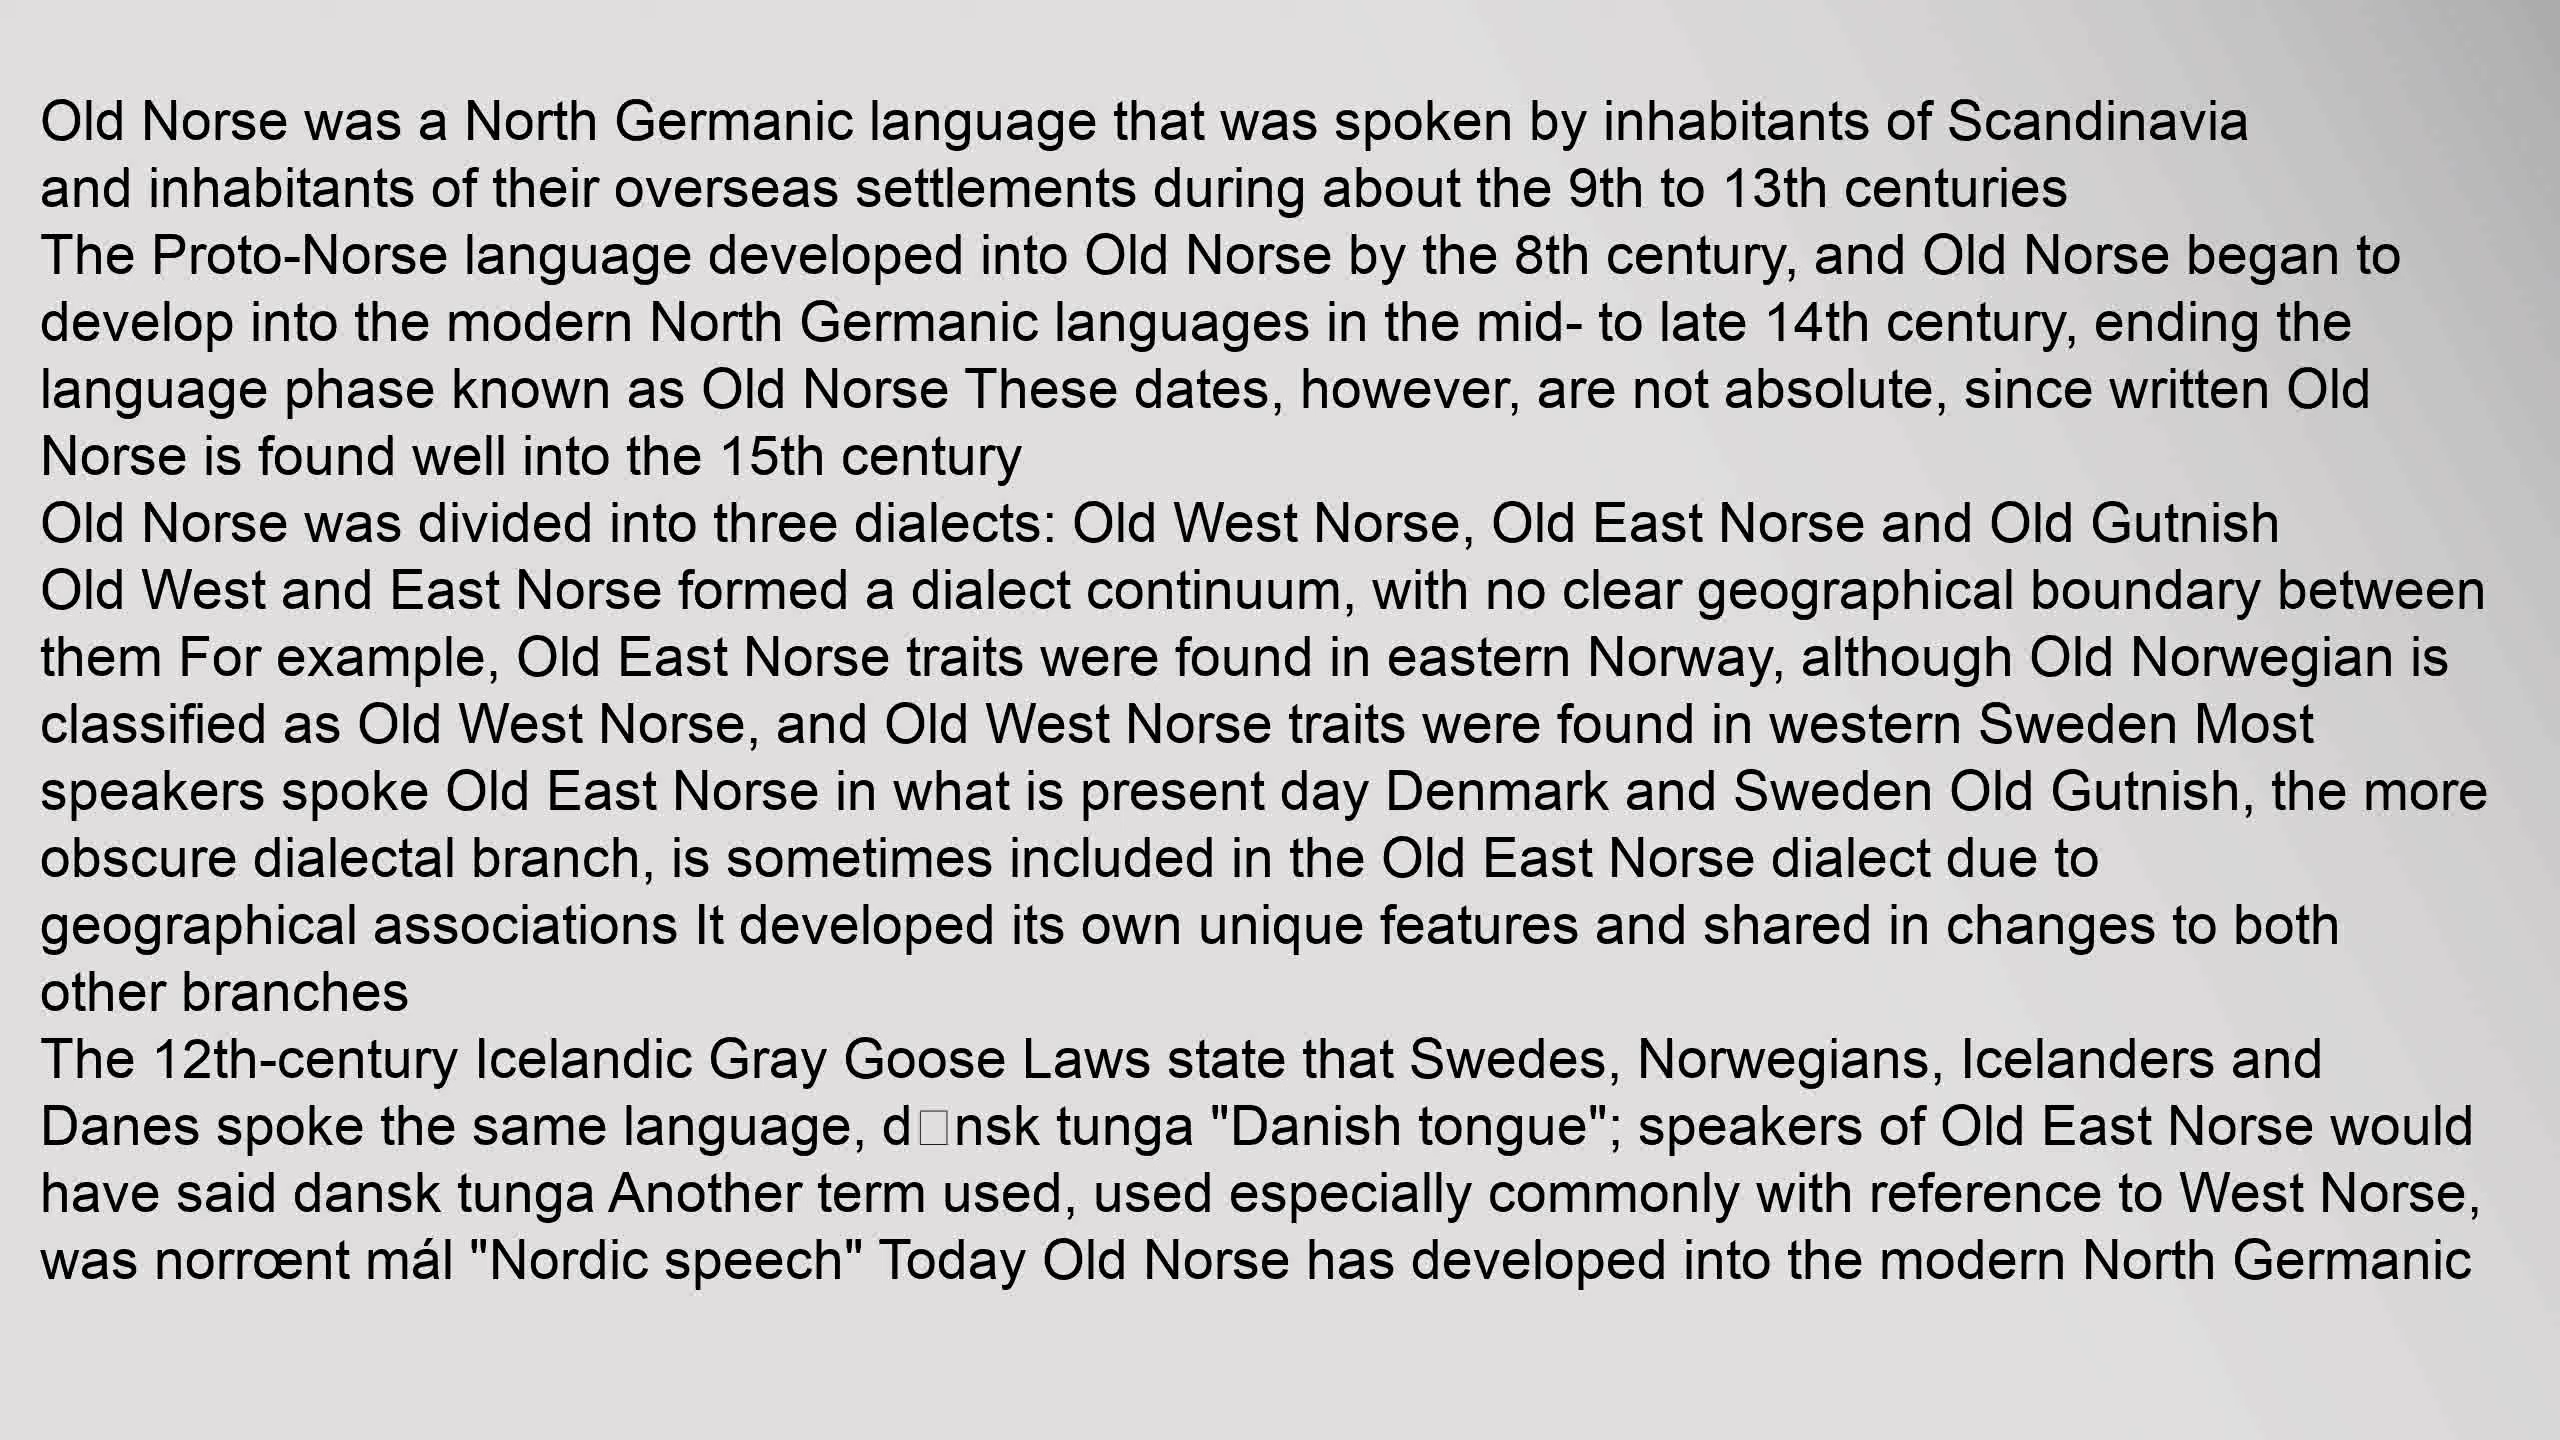 Old Norse was a North Germanic language that was spoken by inhabitants of Scandinavia
and inhabitants of their overseas settlements during about the 9th to 13th centuries
The Proto-Norse language developed into Old Norse by the 8th century, and Old Norse began to
develop into the modern North Germanic languages in the mid- to late 14th century, ending the
language phase known as Old Norse These dates, however, are not absolute, since written Old
Norse is found well into the 15th century
Old Norse was divided into three dialects: Old West Norse, Old East Norse and Old Gutnish
Old West and East Norse formed a dialect continuum, with no clear geographical boundary between
them For example, Old East Norse traits were found in eastern Norway, although Old Norwegian is
classified as Old West Norse, and Old West Norse traits were found in western Sweden Most
speakers spoke Old East Norse in what is present day Denmark and Sweden Old Gutnish, the more
obscure dialectal branch, is sometimes included in the Old East Norse dialect due to
geographical associations It developed its own unique features and shared in changes to both
other branches
The 12th-century Icelandic Gray Goose Laws state that Swedes, Norwegians, Icelanders and
Danes spoke the same language, d□nsk tunga "Danish tongue"; speakers of Old East Norse would
have said dansk tunga Another term used, used especially commonly with reference to West Norse,
was norrœnt mál "Nordic speech" Today Old Norse has developed into the modern North Germanic